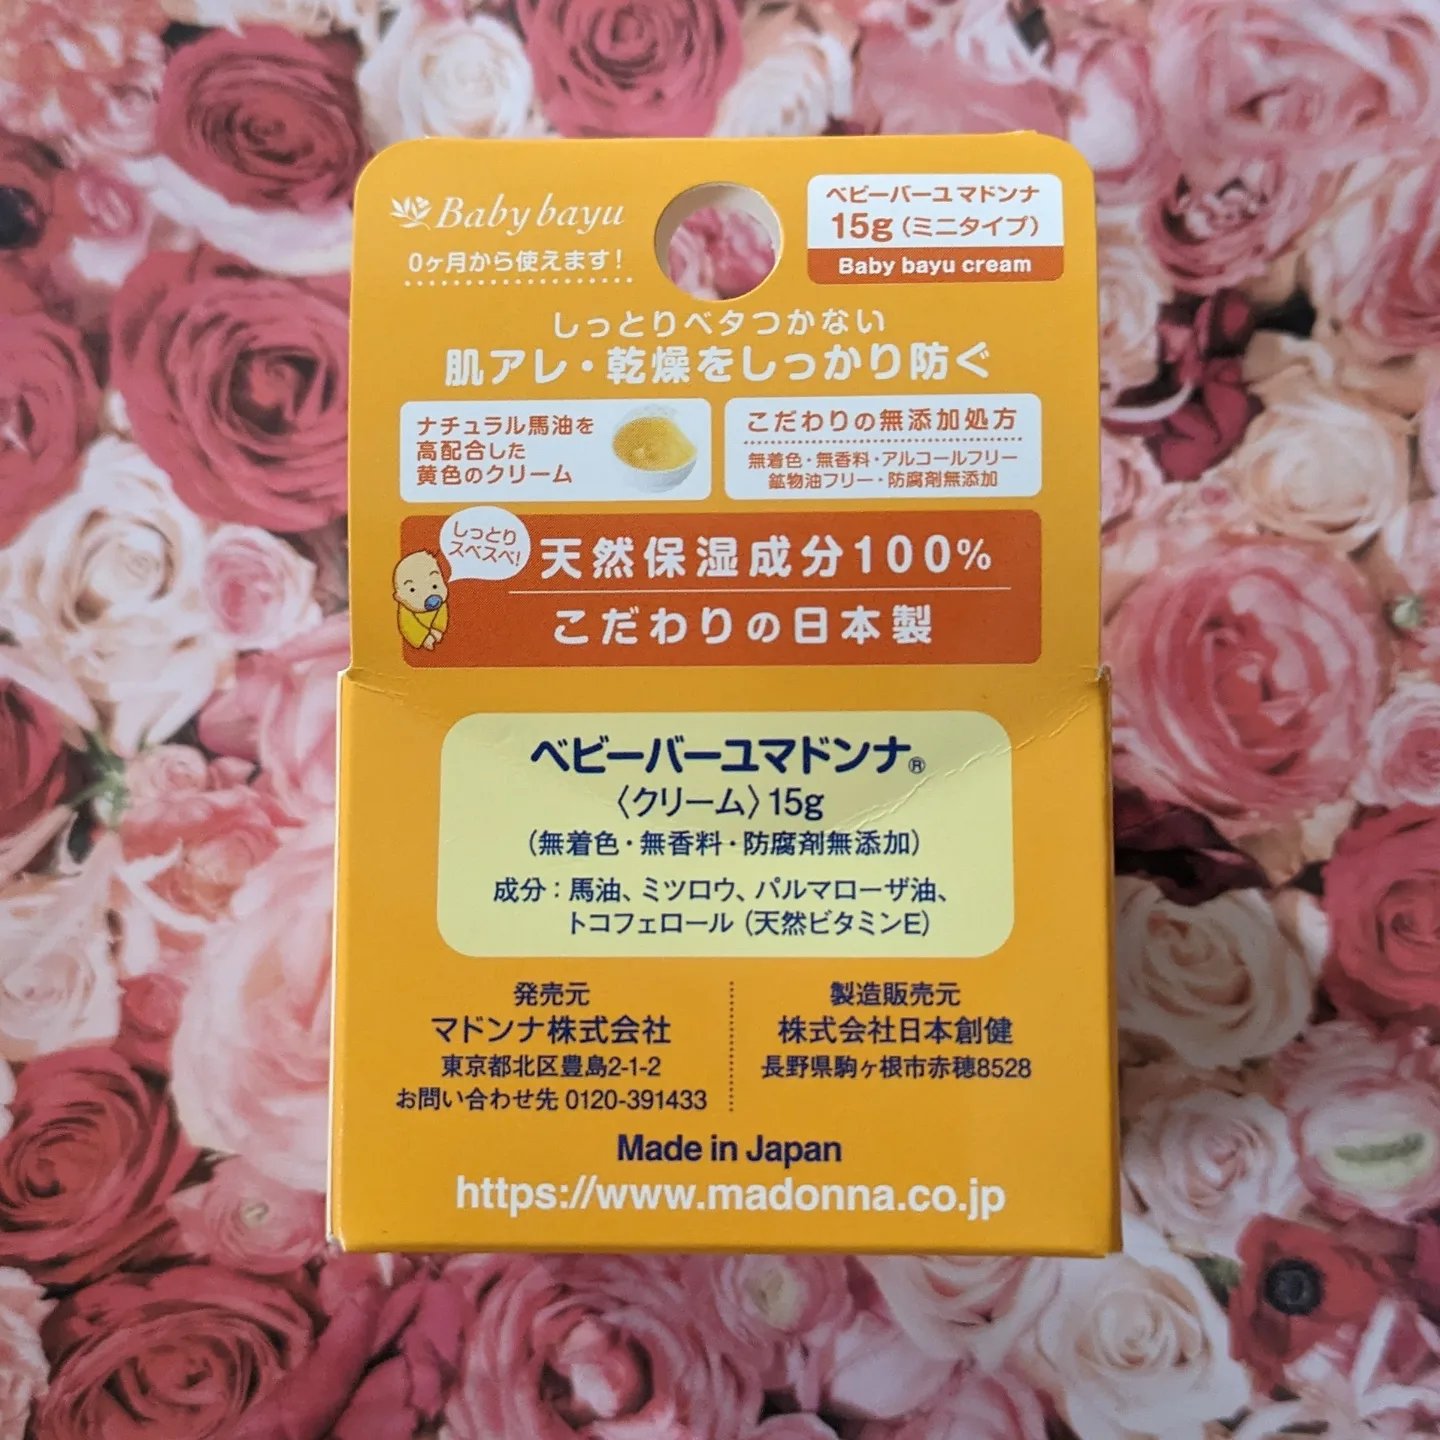 Baby bayu
0ヶ月から使えます!
ベビーバーユマドンナ
15g(ミニタイプ)
Baby bayu cream
しっとりベタつかない
肌アレ・乾燥をしっかり防ぐ
ナチュラル馬油を
高配合した
黄色のクリーム
こだわりの無添加処方
無着色・無香料・アルコールフリー
鉱物油フリー・防腐剤無添加
しっとり
スベスベ!
天然保湿成分100%
こだわりの日本製
ベビーバーユマドンナ®
〈クリーム〉15g
(無着色・無香料・防腐剤無添加)
成分:馬油、ミツロウ、パルマローザ油、
トコフェロール(天然ビタミンE)
発売元
マドンナ株式会社
東京都北区豊島2-1-2
お問い合わせ先 0120-391433
製造販売元
株式会社日本創健
長野県駒ヶ根市赤穂8528
Made in Japan
https://www.madonna.co.jp